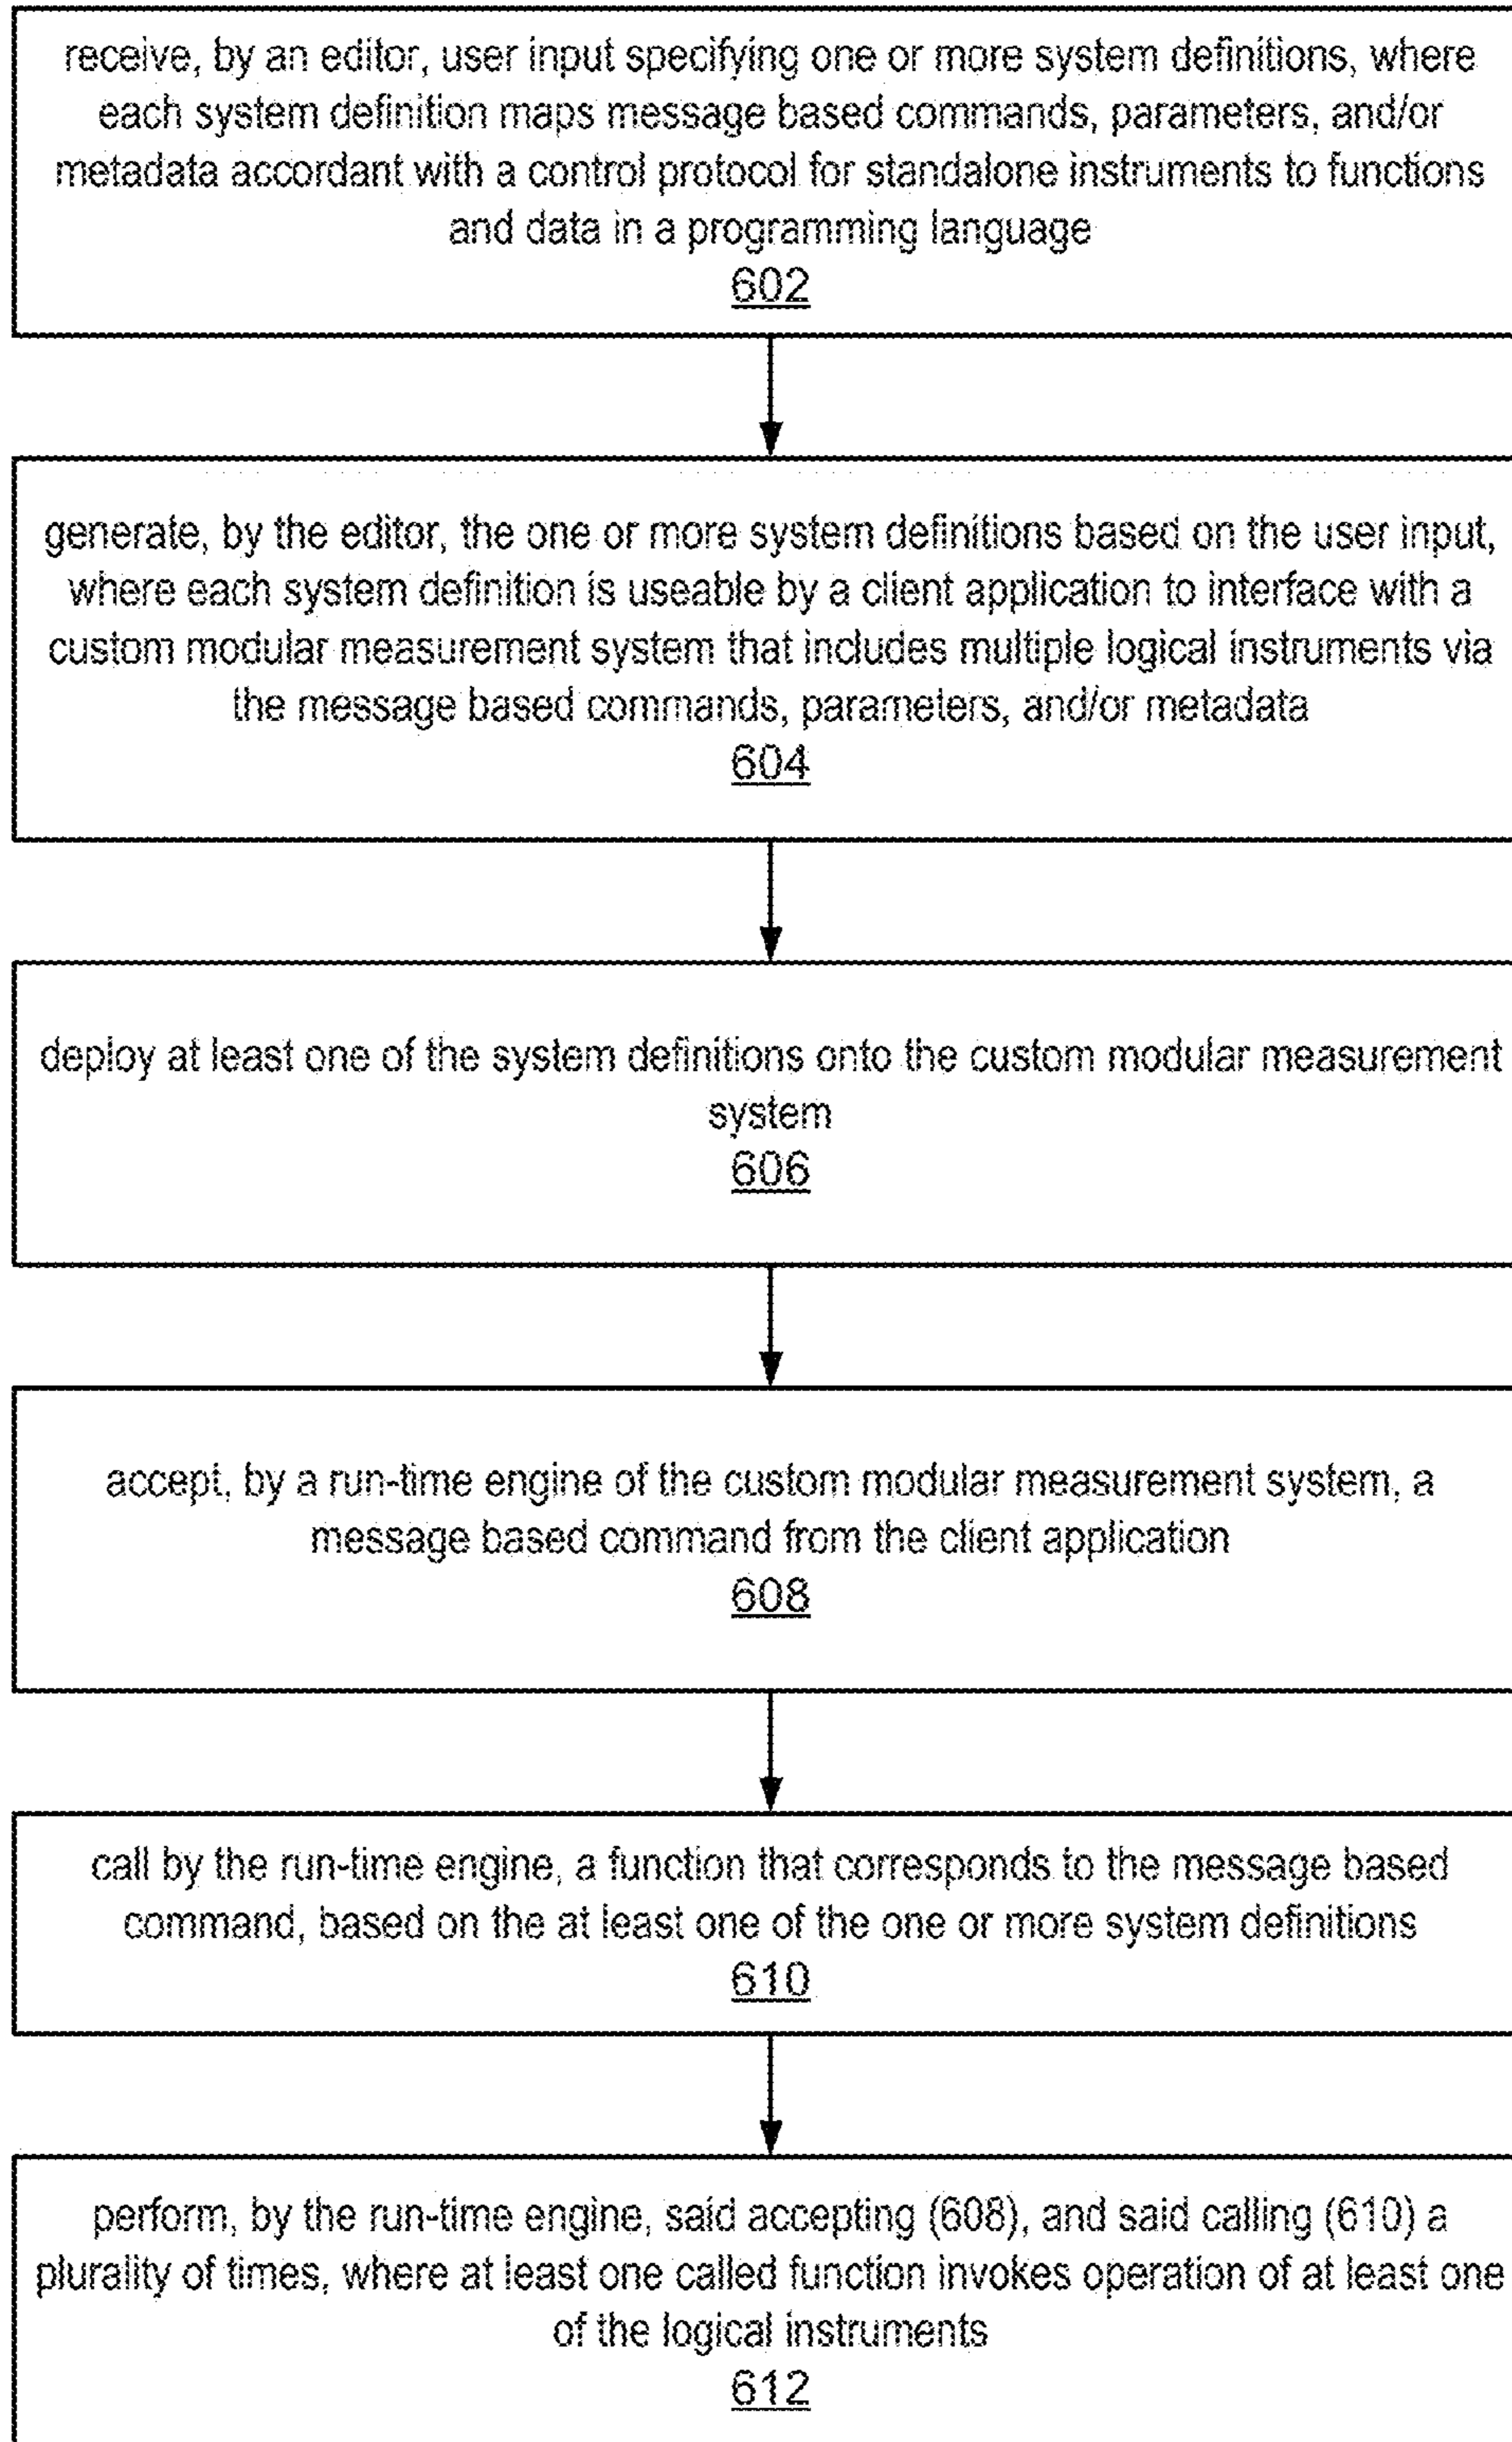 receive, by an editor, user input specifying one or more system definitions, where
each system definition maps message based commands, parameters, and/or
metadata accordant with a control protocol for standalone instruments to functions
and data in a programming language
602
generate, by the editor, the one or more system definitions based on the user input,
where each system definition is useable by a client application to interface with a
custom modular measurement system that includes multiple logical instruments via
the message based commands, parameters, and/or metadata
604
deploy at least one of the system definitions onto the custom modular measurement
system
606
accept, by a run-time engine of the custom modular measurement system, a
message based command from the client application
608
call by the run-time engine, a function that corresponds to the message based
command, based on the at least one of the one or more system definitions
610
perform, by the run-time engine, said accepting (608), and said calling (610) a
plurality of times, where at least one called function invokes operation of at least one
of the logical instruments
612